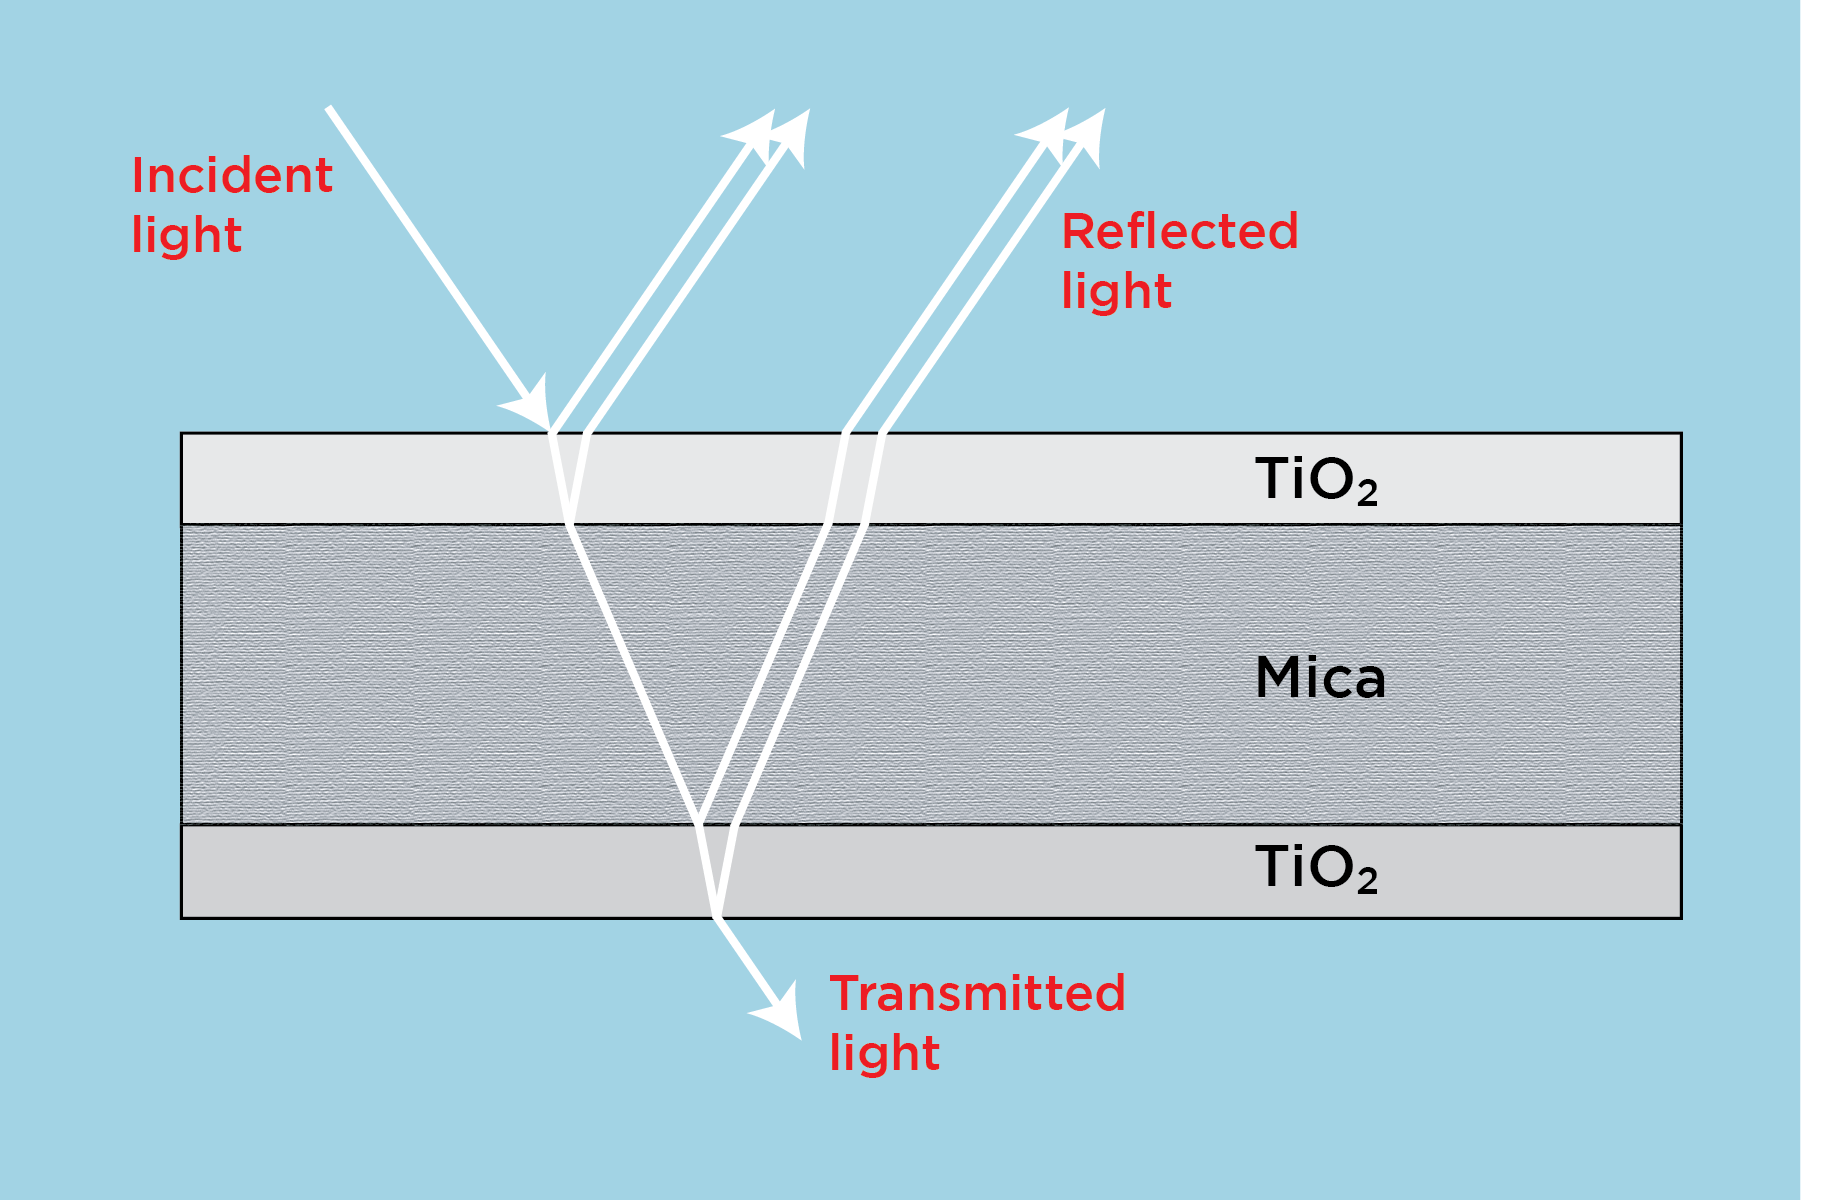 Incident
light
Reflected
light
TiO₂
Mica
TiO₂
Transmitted
light